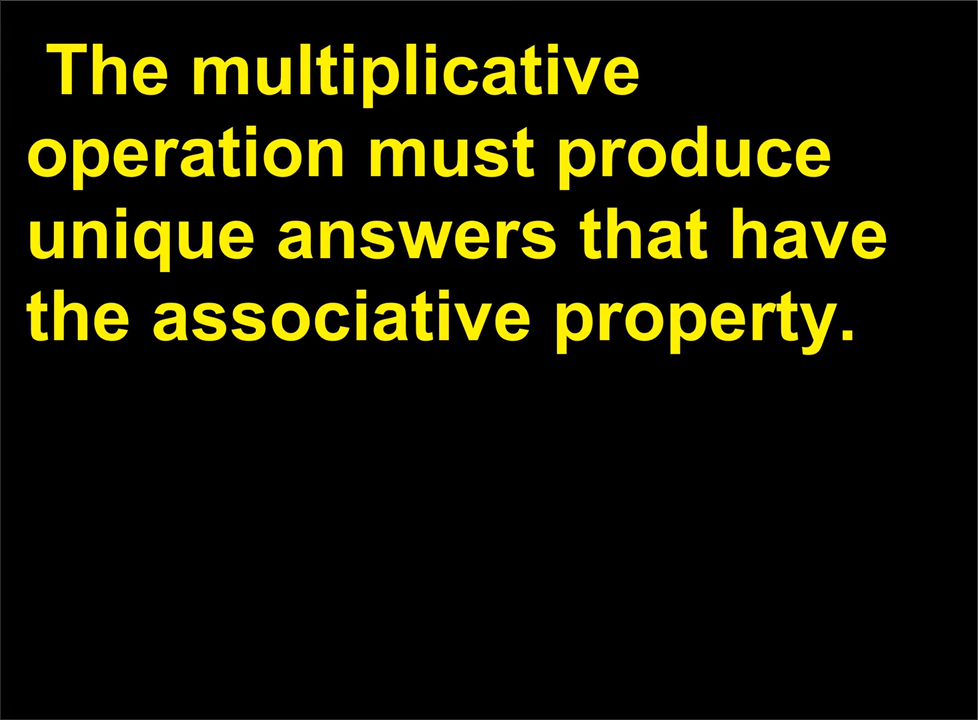 The multiplicative
operation must produce
unique answers that have
the associative property.